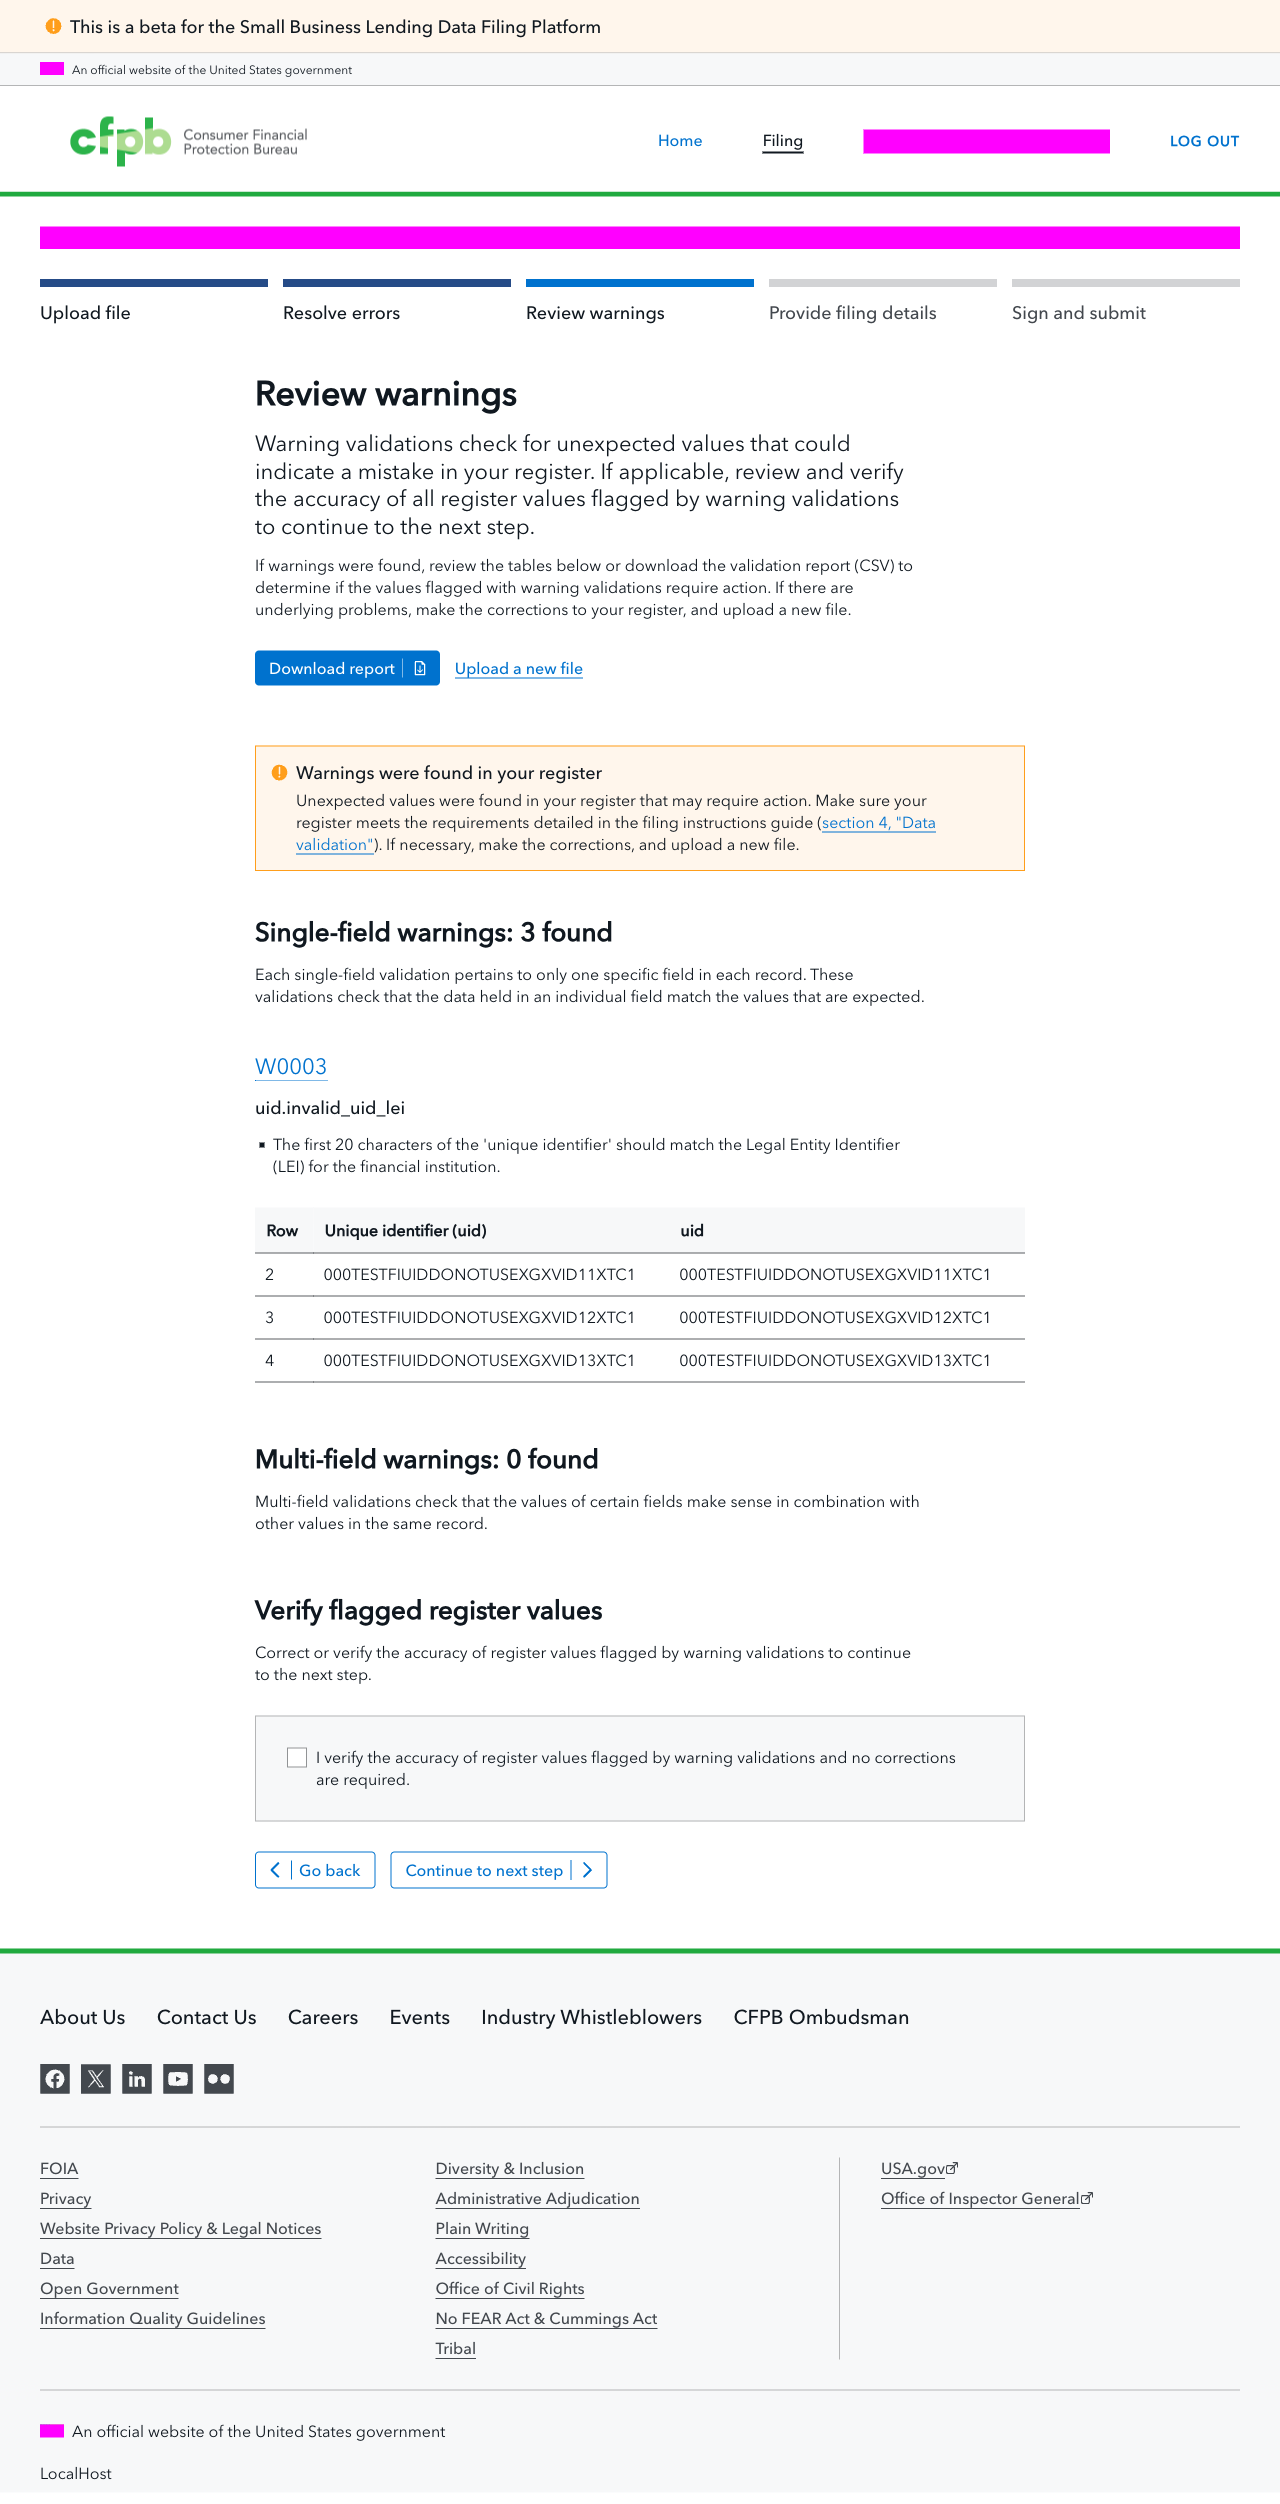 This is a beta for the Small Business Lending Data Filing Platform
An official website of the United States government
cfpb Consumer Financial
Protection Bureau
Home Filing LOG OUT
Upload file Resolve errors Review warnings Provide filing details Sign and submit
Review warnings
Warning validations check for unexpected values that could
indicate a mistake in your register. If applicable, review and verify
the accuracy of all register values flagged by warning validations
to continue to the next step.
If warnings were found, review the tables below or download the validation report (CSV) to
determine if the values flagged with warning validations require action. If there are
underlying problems, make the corrections to your register, and upload a new file.
Download report Upload a new file
Warnings were found in your register
Unexpected values were found in your register that may require action. Make sure your
register meets the requirements detailed in the filing instructions guide (section 4, "Data
validation"). If necessary, make the corrections, and upload a new file.
Single-field warnings: 3 found
Each single-field validation pertains to only one specific field in each record. These
validations check that the data held in an individual field match the values that are expected.
W0003
uid.invalid_uid_lei
The first 20 characters of the 'unique identifier' should match the Legal Entity Identifier
(LEI) for the financial institution.
Row Unique identifier (uid) uid
2 000TESTFIUIDDONOTUSEXGXVID11XTC1 000TESTFIUIDDONOTUSEXGXVID11XTC1
3 000TESTFIUIDDONOTUSEXGXVID12XTC1 000TESTFIUIDDONOTUSEXGXVID12XTC1
4 000TESTFIUIDDONOTUSEXGXVID13XTC1 000TESTFIUIDDONOTUSEXGXVID13XTC1
Multi-field warnings: 0 found
Multi-field validations check that the values of certain fields make sense in combination with
other values in the same record.
Verify flagged register values
Correct or verify the accuracy of register values flagged by warning validations to continue
to the next step.
I verify the accuracy of register values flagged by warning validations and no corrections
are required.
Go back Continue to next step
About Us Contact Us Careers Events Industry Whistleblowers CFPB Ombudsman
FOIA
Privacy
Website Privacy Policy & Legal Notices
Data
Open Government
Information Quality Guidelines
Diversity & Inclusion
Administrative Adjudication
Plain Writing
Accessibility
Office of Civil Rights
No FEAR Act & Cummings Act
Tribal
USA.gov
Office of Inspector General
An official website of the United States government
LocalHost